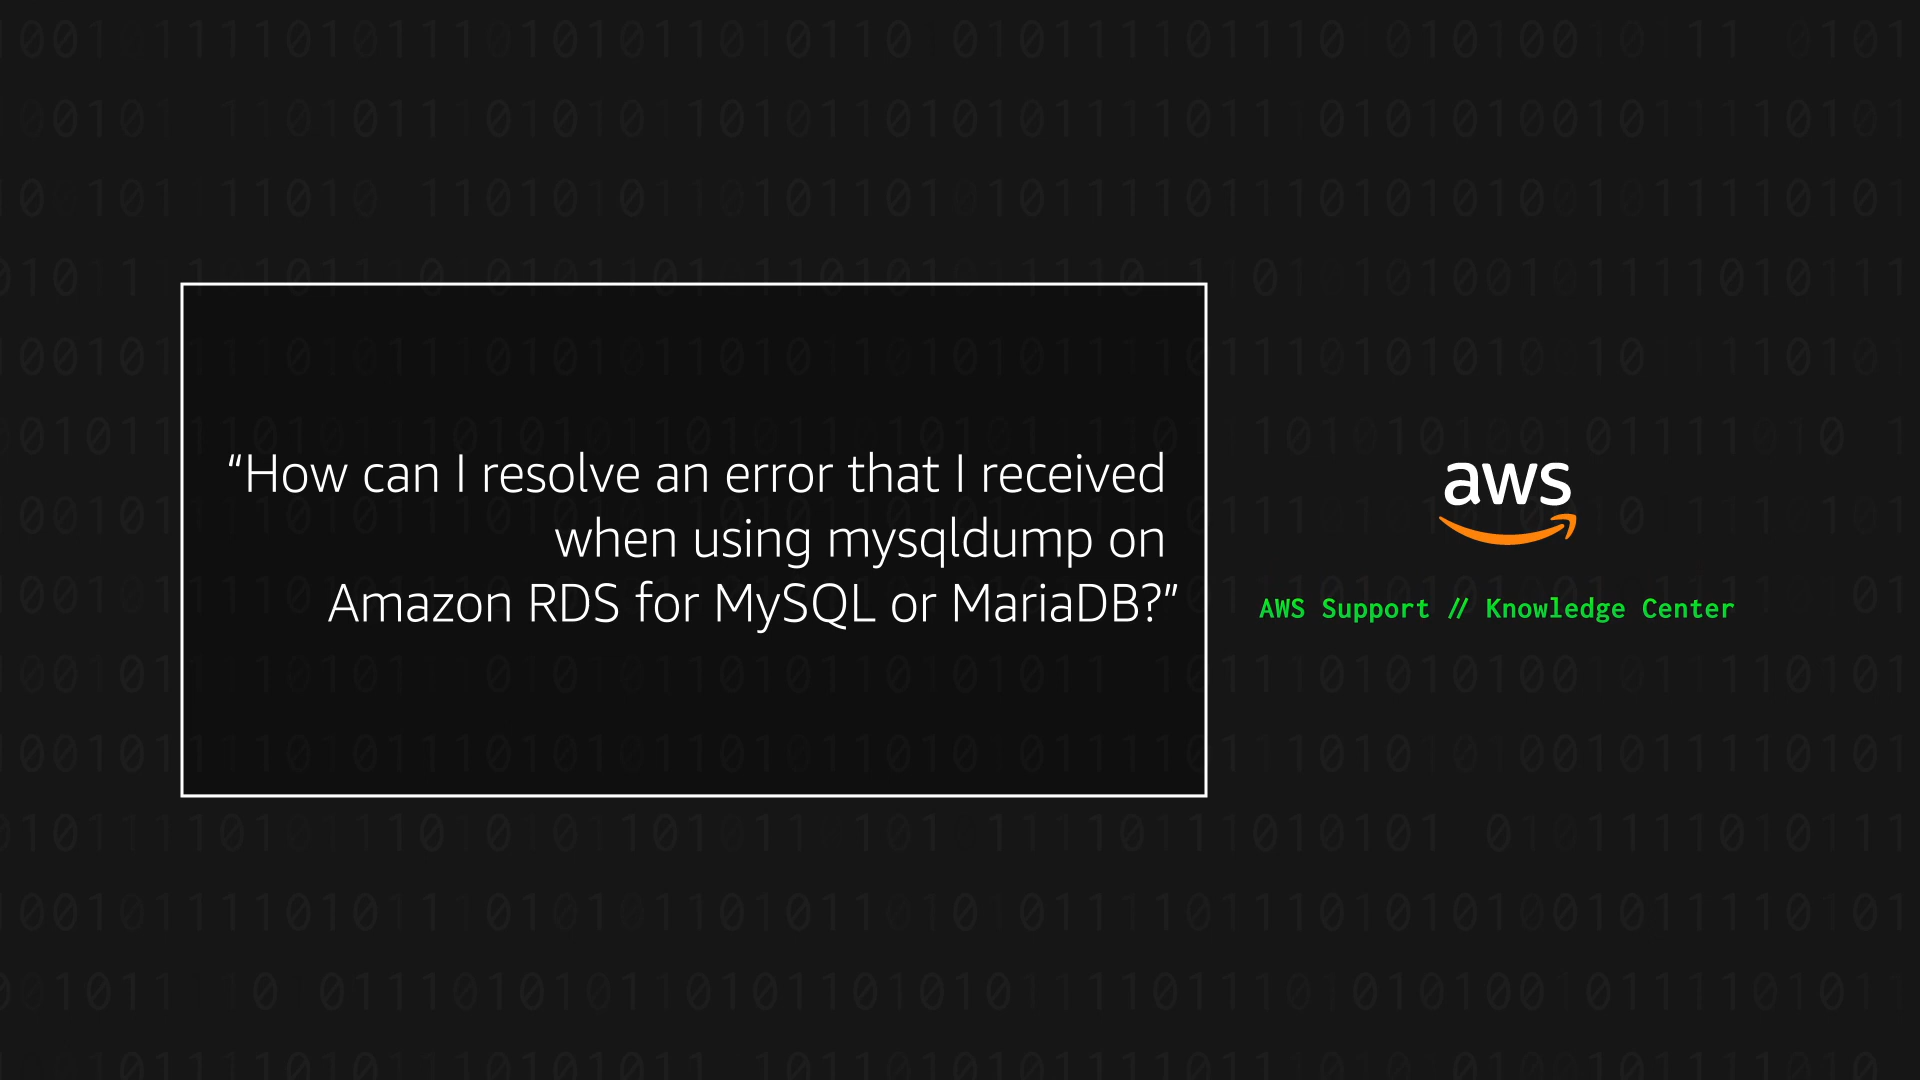 “How can I resolve an error that I received
when using mysqldump on
Amazon RDS for MySQL or MariaDB?”
aws
AWS Support // Knowledge Center